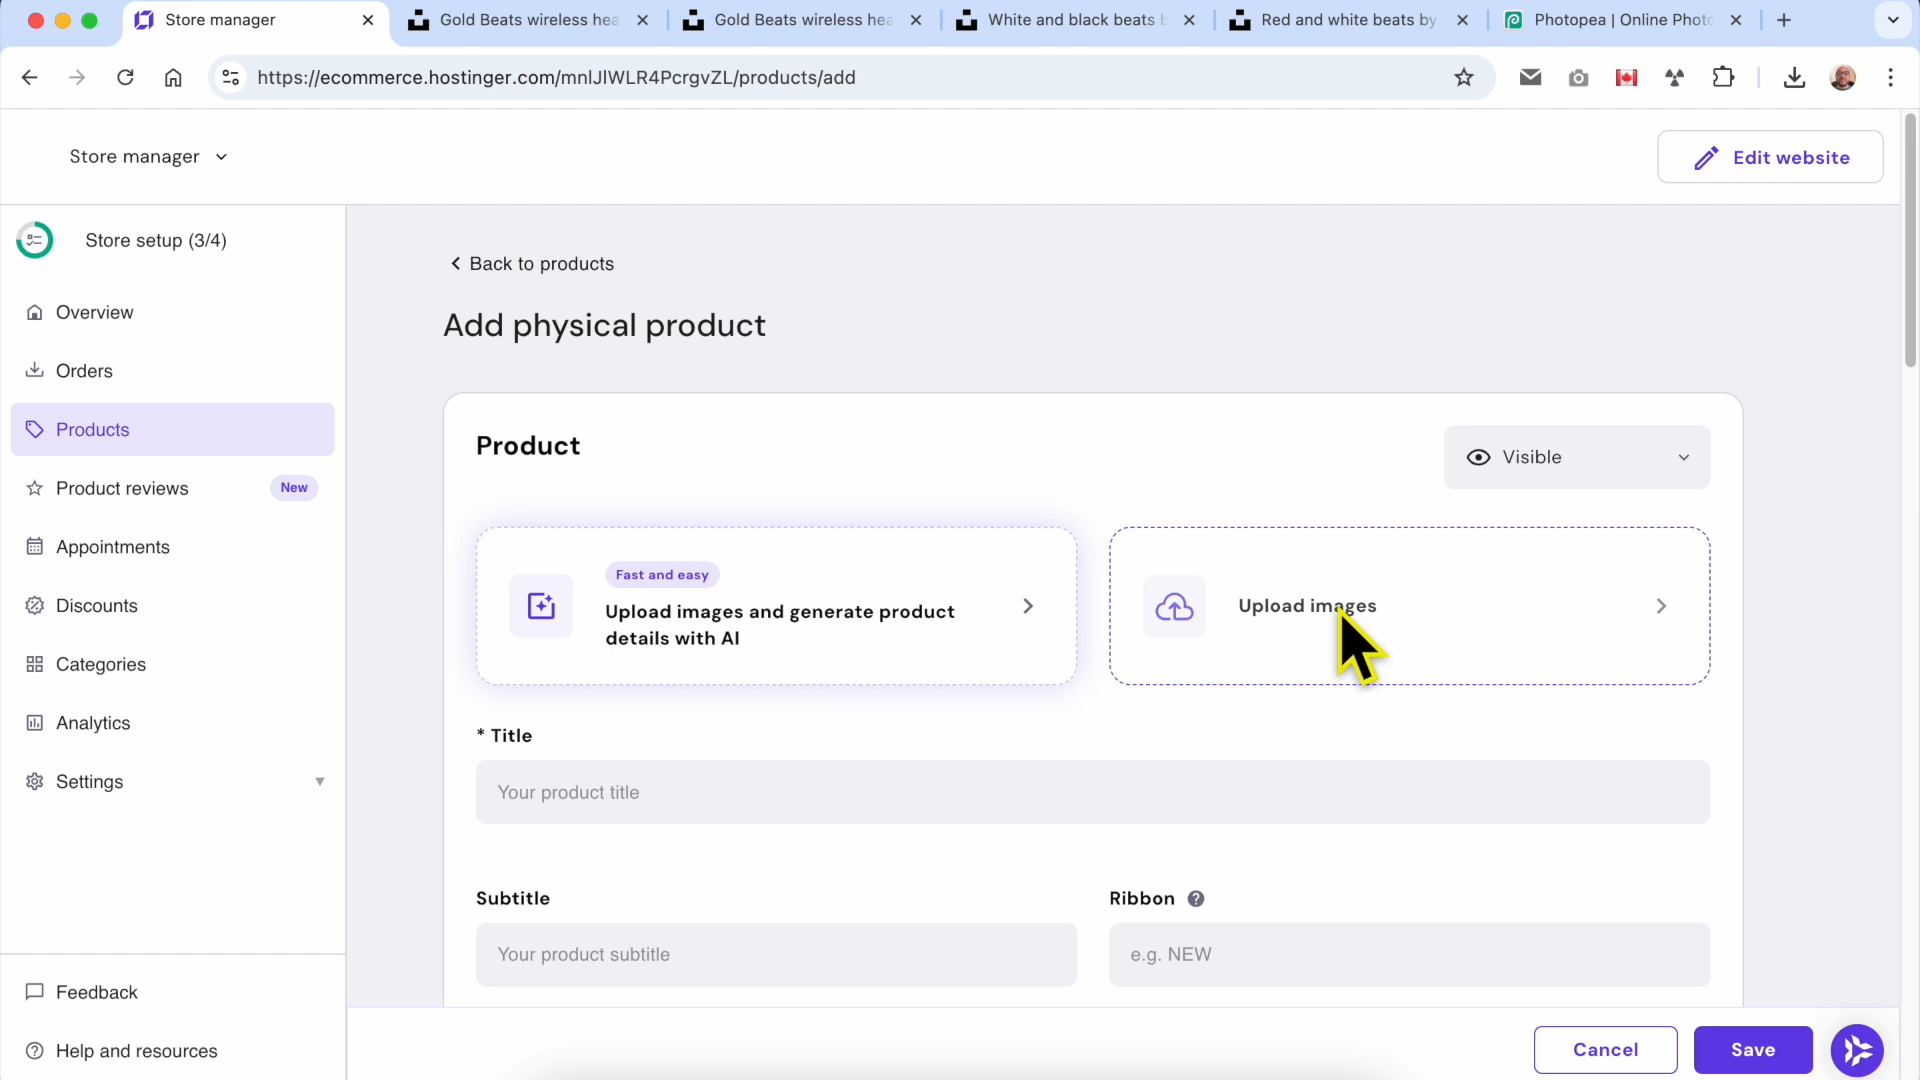 Store manager
Gold Beats wireless hea
Gold Beats wireless hea
White and black beats b
Red and white beats by
Photopea | Online Photo
https://ecommerce.hostinger.com/mnlJlWLR4PcrgvZL/products/add
Store manager
Edit website
Store setup (3/4)
Overview
Orders
Products
Product reviews
New
Appointments
Discounts
Categories
Analytics
Settings
Feedback
Help and resources
Back to products
Add physical product
Product
Visible
Fast and easy
Upload images and generate product
details with AI
Upload images
* Title
Your product title
Subtitle
Your product subtitle
Ribbon
e.g. NEW
Cancel
Save